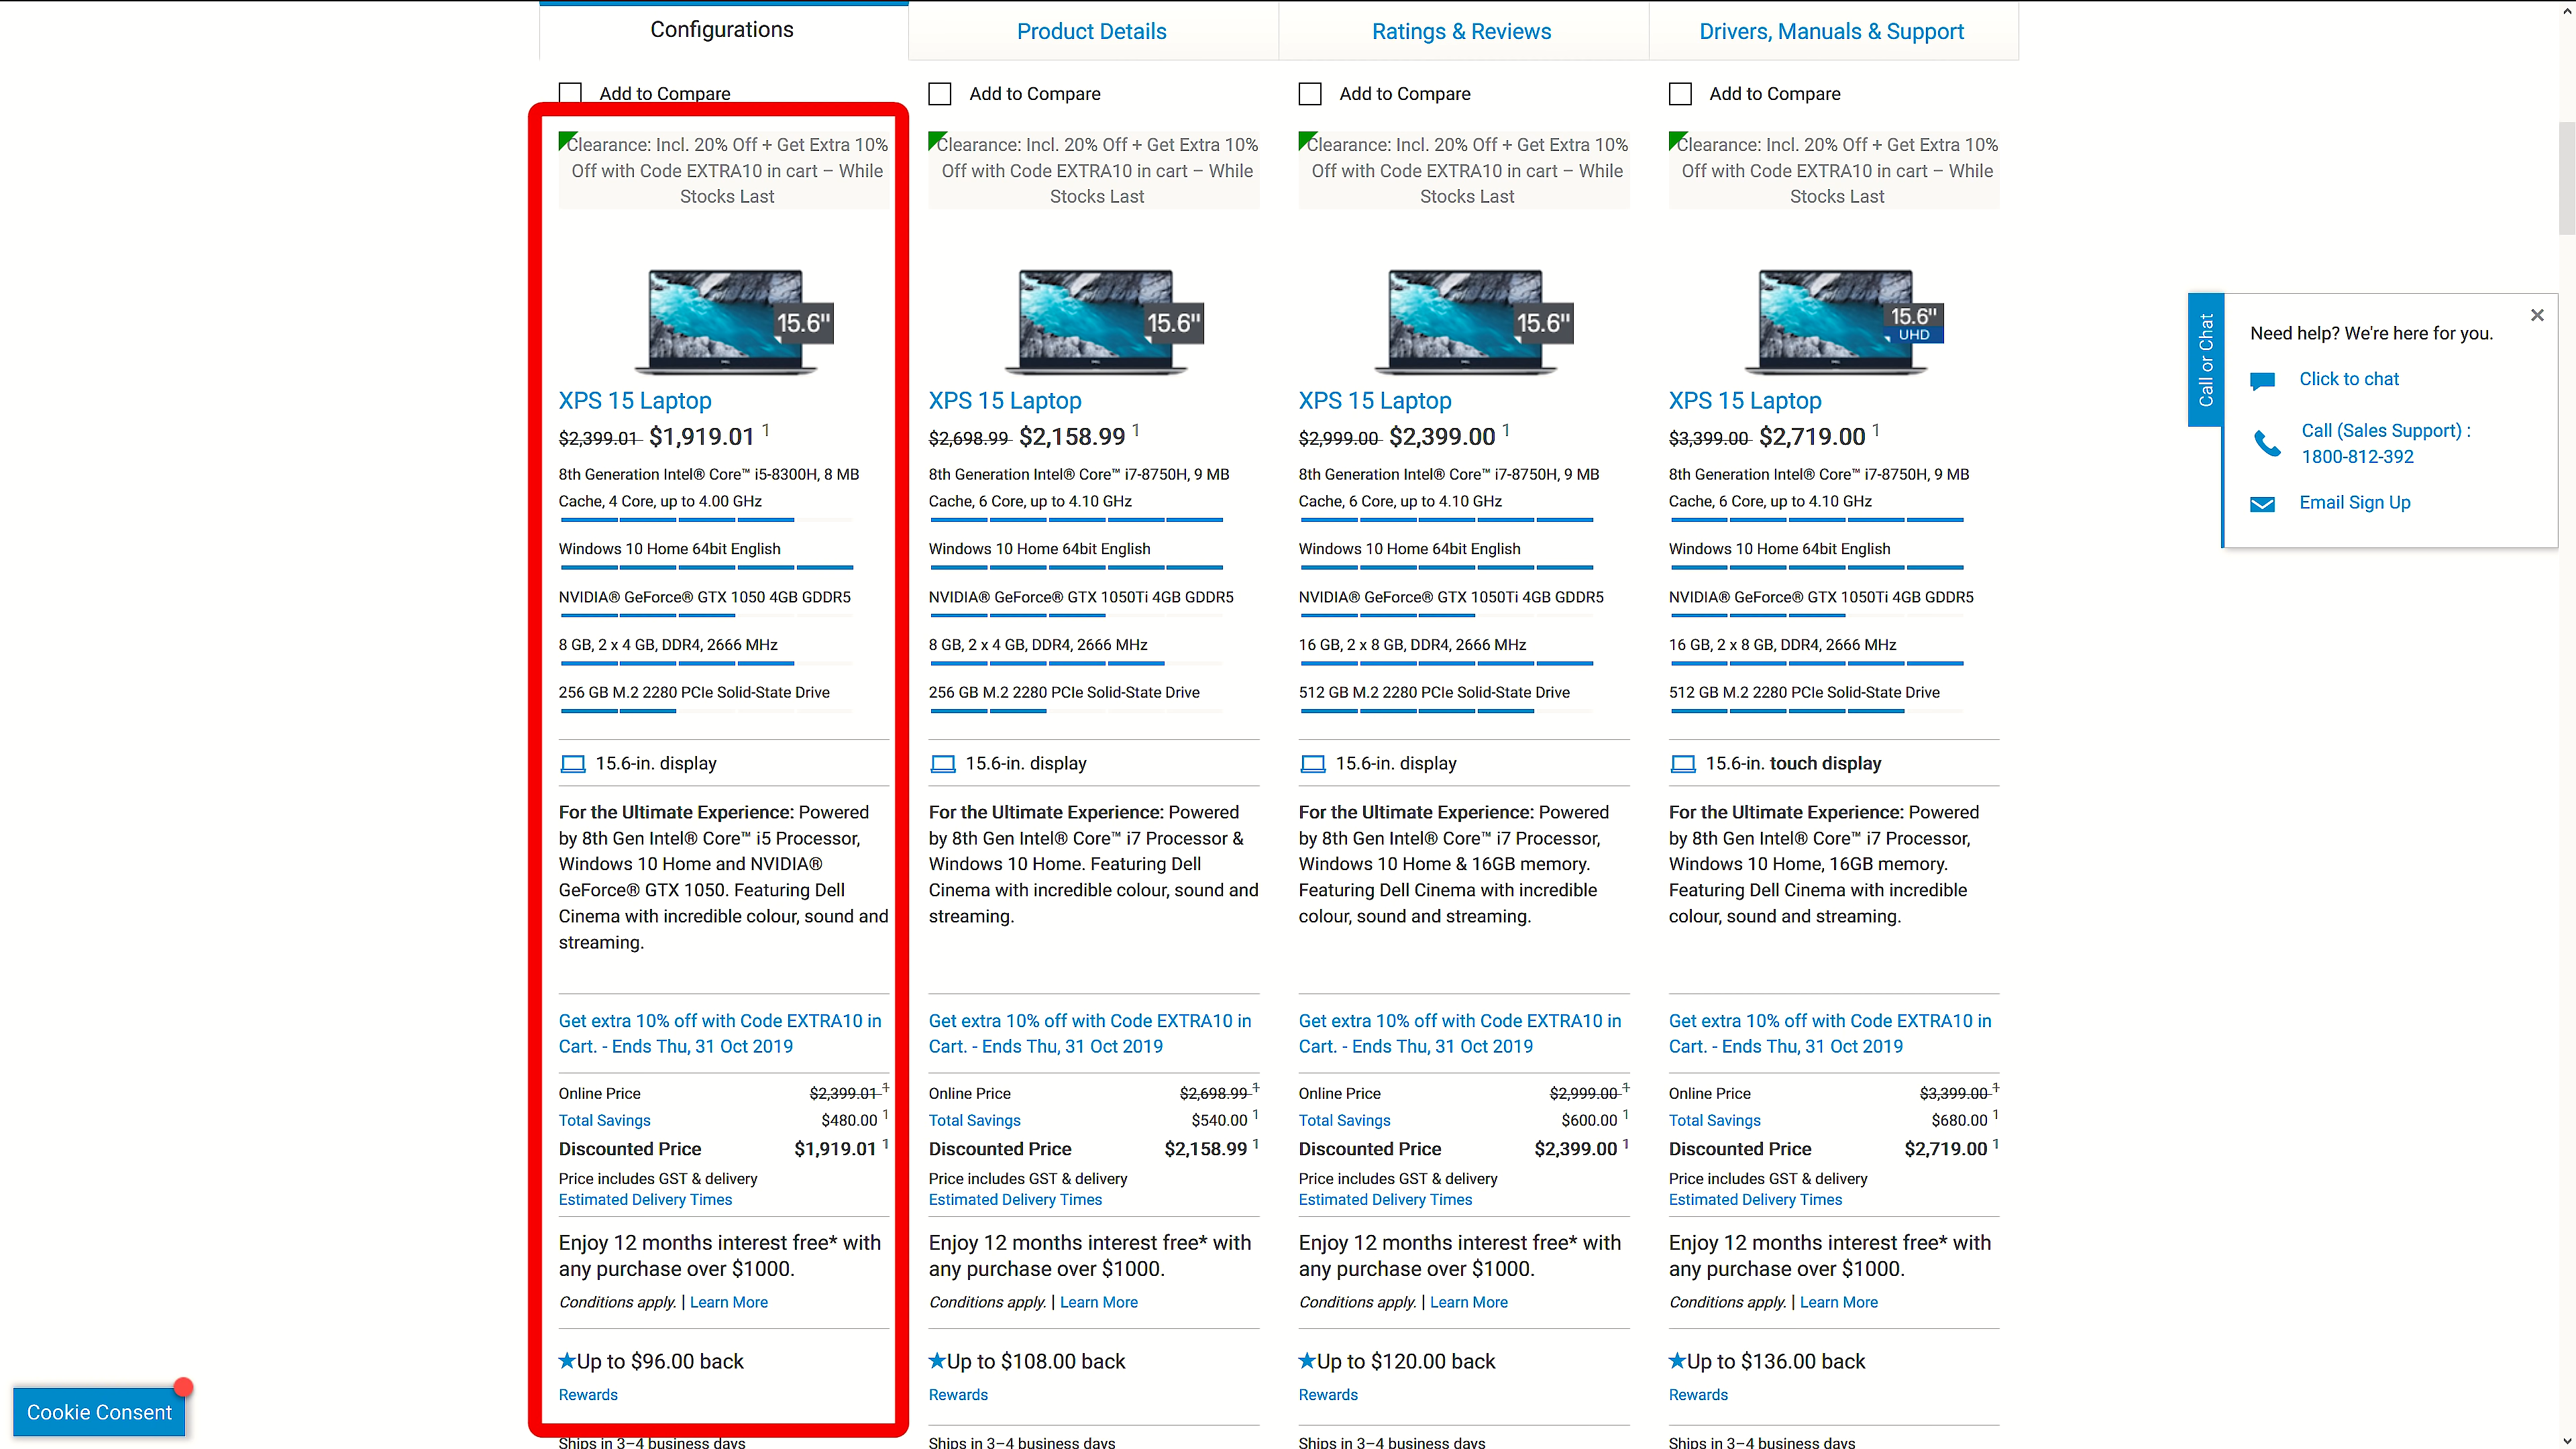 Configurations
Product Details
Ratings & Reviews
Drivers, Manuals & Support
Add to Compare
Clearance: Incl. 20% Off + Get Extra 10%
Off with Code EXTRA10 in cart – While
Stocks Last
15.6"
XPS 15 Laptop
$2,399.01 $1,919.01 1
8th Generation Intel® Core™ i5-8300H, 8 MB
Cache, 4 Core, up to 4.00 GHz
Windows 10 Home 64bit English
NVIDIA® GeForce® GTX 1050 4GB GDDR5
8 GB, 2 x 4 GB, DDR4, 2666 MHz
256 GB M.2 2280 PCIe Solid-State Drive
15.6-in. display
For the Ultimate Experience: Powered
by 8th Gen Intel® Core™ i5 Processor,
Windows 10 Home and NVIDIA®
GeForce® GTX 1050. Featuring Dell
Cinema with incredible colour, sound and
streaming.
Get extra 10% off with Code EXTRA10 in
Cart. - Ends Thu, 31 Oct 2019
Online Price $2,399.01 1
Total Savings $480.00 1
Discounted Price $1,919.01 1
Price includes GST & delivery
Estimated Delivery Times
Enjoy 12 months interest free* with
any purchase over $1000.
Conditions apply. | Learn More
★Up to $96.00 back
Rewards
Ships in 3–4 business days
Add to Compare
Clearance: Incl. 20% Off + Get Extra 10%
Off with Code EXTRA10 in cart – While
Stocks Last
15.6"
XPS 15 Laptop
$2,698.99 $2,158.99 1
8th Generation Intel® Core™ i7-8750H, 9 MB
Cache, 6 Core, up to 4.10 GHz
Windows 10 Home 64bit English
NVIDIA® GeForce® GTX 1050Ti 4GB GDDR5
8 GB, 2 x 4 GB, DDR4, 2666 MHz
256 GB M.2 2280 PCIe Solid-State Drive
15.6-in. display
For the Ultimate Experience: Powered
by 8th Gen Intel® Core™ i7 Processor &
Windows 10 Home. Featuring Dell
Cinema with incredible colour, sound and
streaming.
Get extra 10% off with Code EXTRA10 in
Cart. - Ends Thu, 31 Oct 2019
Online Price $2,698.99 1
Total Savings $540.00 1
Discounted Price $2,158.99 1
Price includes GST & delivery
Estimated Delivery Times
Enjoy 12 months interest free* with
any purchase over $1000.
Conditions apply. | Learn More
★Up to $108.00 back
Rewards
Ships in 3–4 business days
Add to Compare
Clearance: Incl. 20% Off + Get Extra 10%
Off with Code EXTRA10 in cart – While
Stocks Last
15.6"
XPS 15 Laptop
$2,999.00 $2,399.00 1
8th Generation Intel® Core™ i7-8750H, 9 MB
Cache, 6 Core, up to 4.10 GHz
Windows 10 Home 64bit English
NVIDIA® GeForce® GTX 1050Ti 4GB GDDR5
16 GB, 2 x 8 GB, DDR4, 2666 MHz
512 GB M.2 2280 PCIe Solid-State Drive
15.6-in. display
For the Ultimate Experience: Powered
by 8th Gen Intel® Core™ i7 Processor,
Windows 10 Home & 16GB memory.
Featuring Dell Cinema with incredible
colour, sound and streaming.
Get extra 10% off with Code EXTRA10 in
Cart. - Ends Thu, 31 Oct 2019
Online Price $2,999.00 1
Total Savings $600.00 1
Discounted Price $2,399.00 1
Price includes GST & delivery
Estimated Delivery Times
Enjoy 12 months interest free* with
any purchase over $1000.
Conditions apply. | Learn More
★Up to $120.00 back
Rewards
Ships in 3–4 business days
Add to Compare
Clearance: Incl. 20% Off + Get Extra 10%
Off with Code EXTRA10 in cart – While
Stocks Last
15.6"
UHD
XPS 15 Laptop
$3,399.00 $2,719.00 1
8th Generation Intel® Core™ i7-8750H, 9 MB
Cache, 6 Core, up to 4.10 GHz
Windows 10 Home 64bit English
NVIDIA® GeForce® GTX 1050Ti 4GB GDDR5
16 GB, 2 x 8 GB, DDR4, 2666 MHz
512 GB M.2 2280 PCIe Solid-State Drive
15.6-in. touch display
For the Ultimate Experience: Powered
by 8th Gen Intel® Core™ i7 Processor,
Windows 10 Home, 16GB memory.
Featuring Dell Cinema with incredible
colour, sound and streaming.
Get extra 10% off with Code EXTRA10 in
Cart. - Ends Thu, 31 Oct 2019
Online Price $3,399.00 1
Total Savings $680.00 1
Discounted Price $2,719.00 1
Price includes GST & delivery
Estimated Delivery Times
Enjoy 12 months interest free* with
any purchase over $1000.
Conditions apply. | Learn More
★Up to $136.00 back
Rewards
Ships in 3–4 business days
Call or Chat
Need help? We're here for you.
Click to chat
Call (Sales Support) :
1800-812-392
Email Sign Up
Cookie Consent